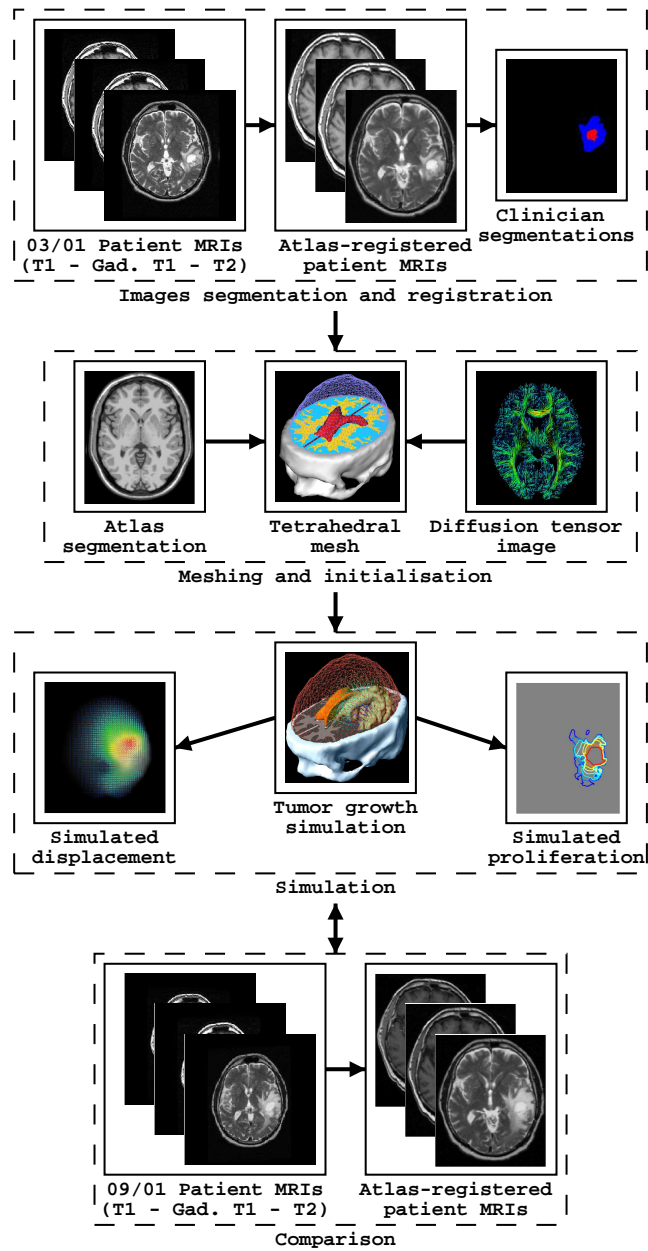 03/01 Patient MRIs
(T1 - Gad. T1 - T2)
Atlas-registered
patient MRIs
Clinician
segmentations
Images segmentation and registration
Atlas
segmentation
Tetrahedral
mesh
Diffusion tensor
image
Meshing and initialisation
Simulated
displacement
Tumor growth
simulation
Simulated
proliferation
Simulation
09/01 Patient MRIs
(T1 - Gad. T1 - T2)
Atlas-registered
patient MRIs
Comparison